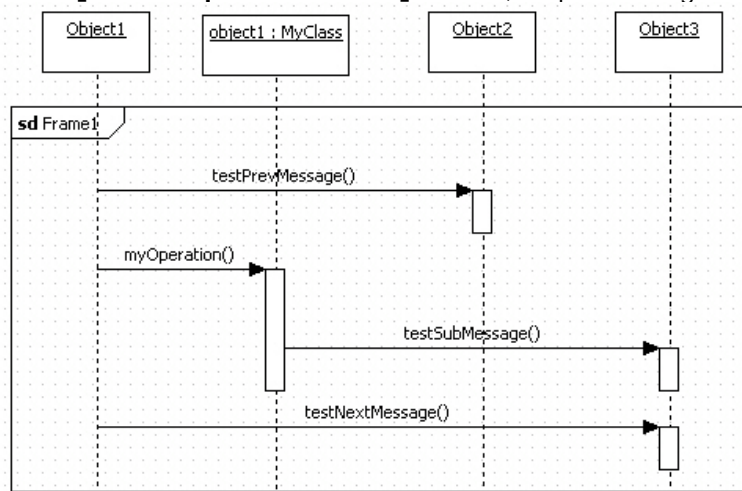 Object1
object1 : MyClass
Object2
Object3
sd Frame1
testPrevMessage()
myOperation()
testSubMessage()
testNextMessage()